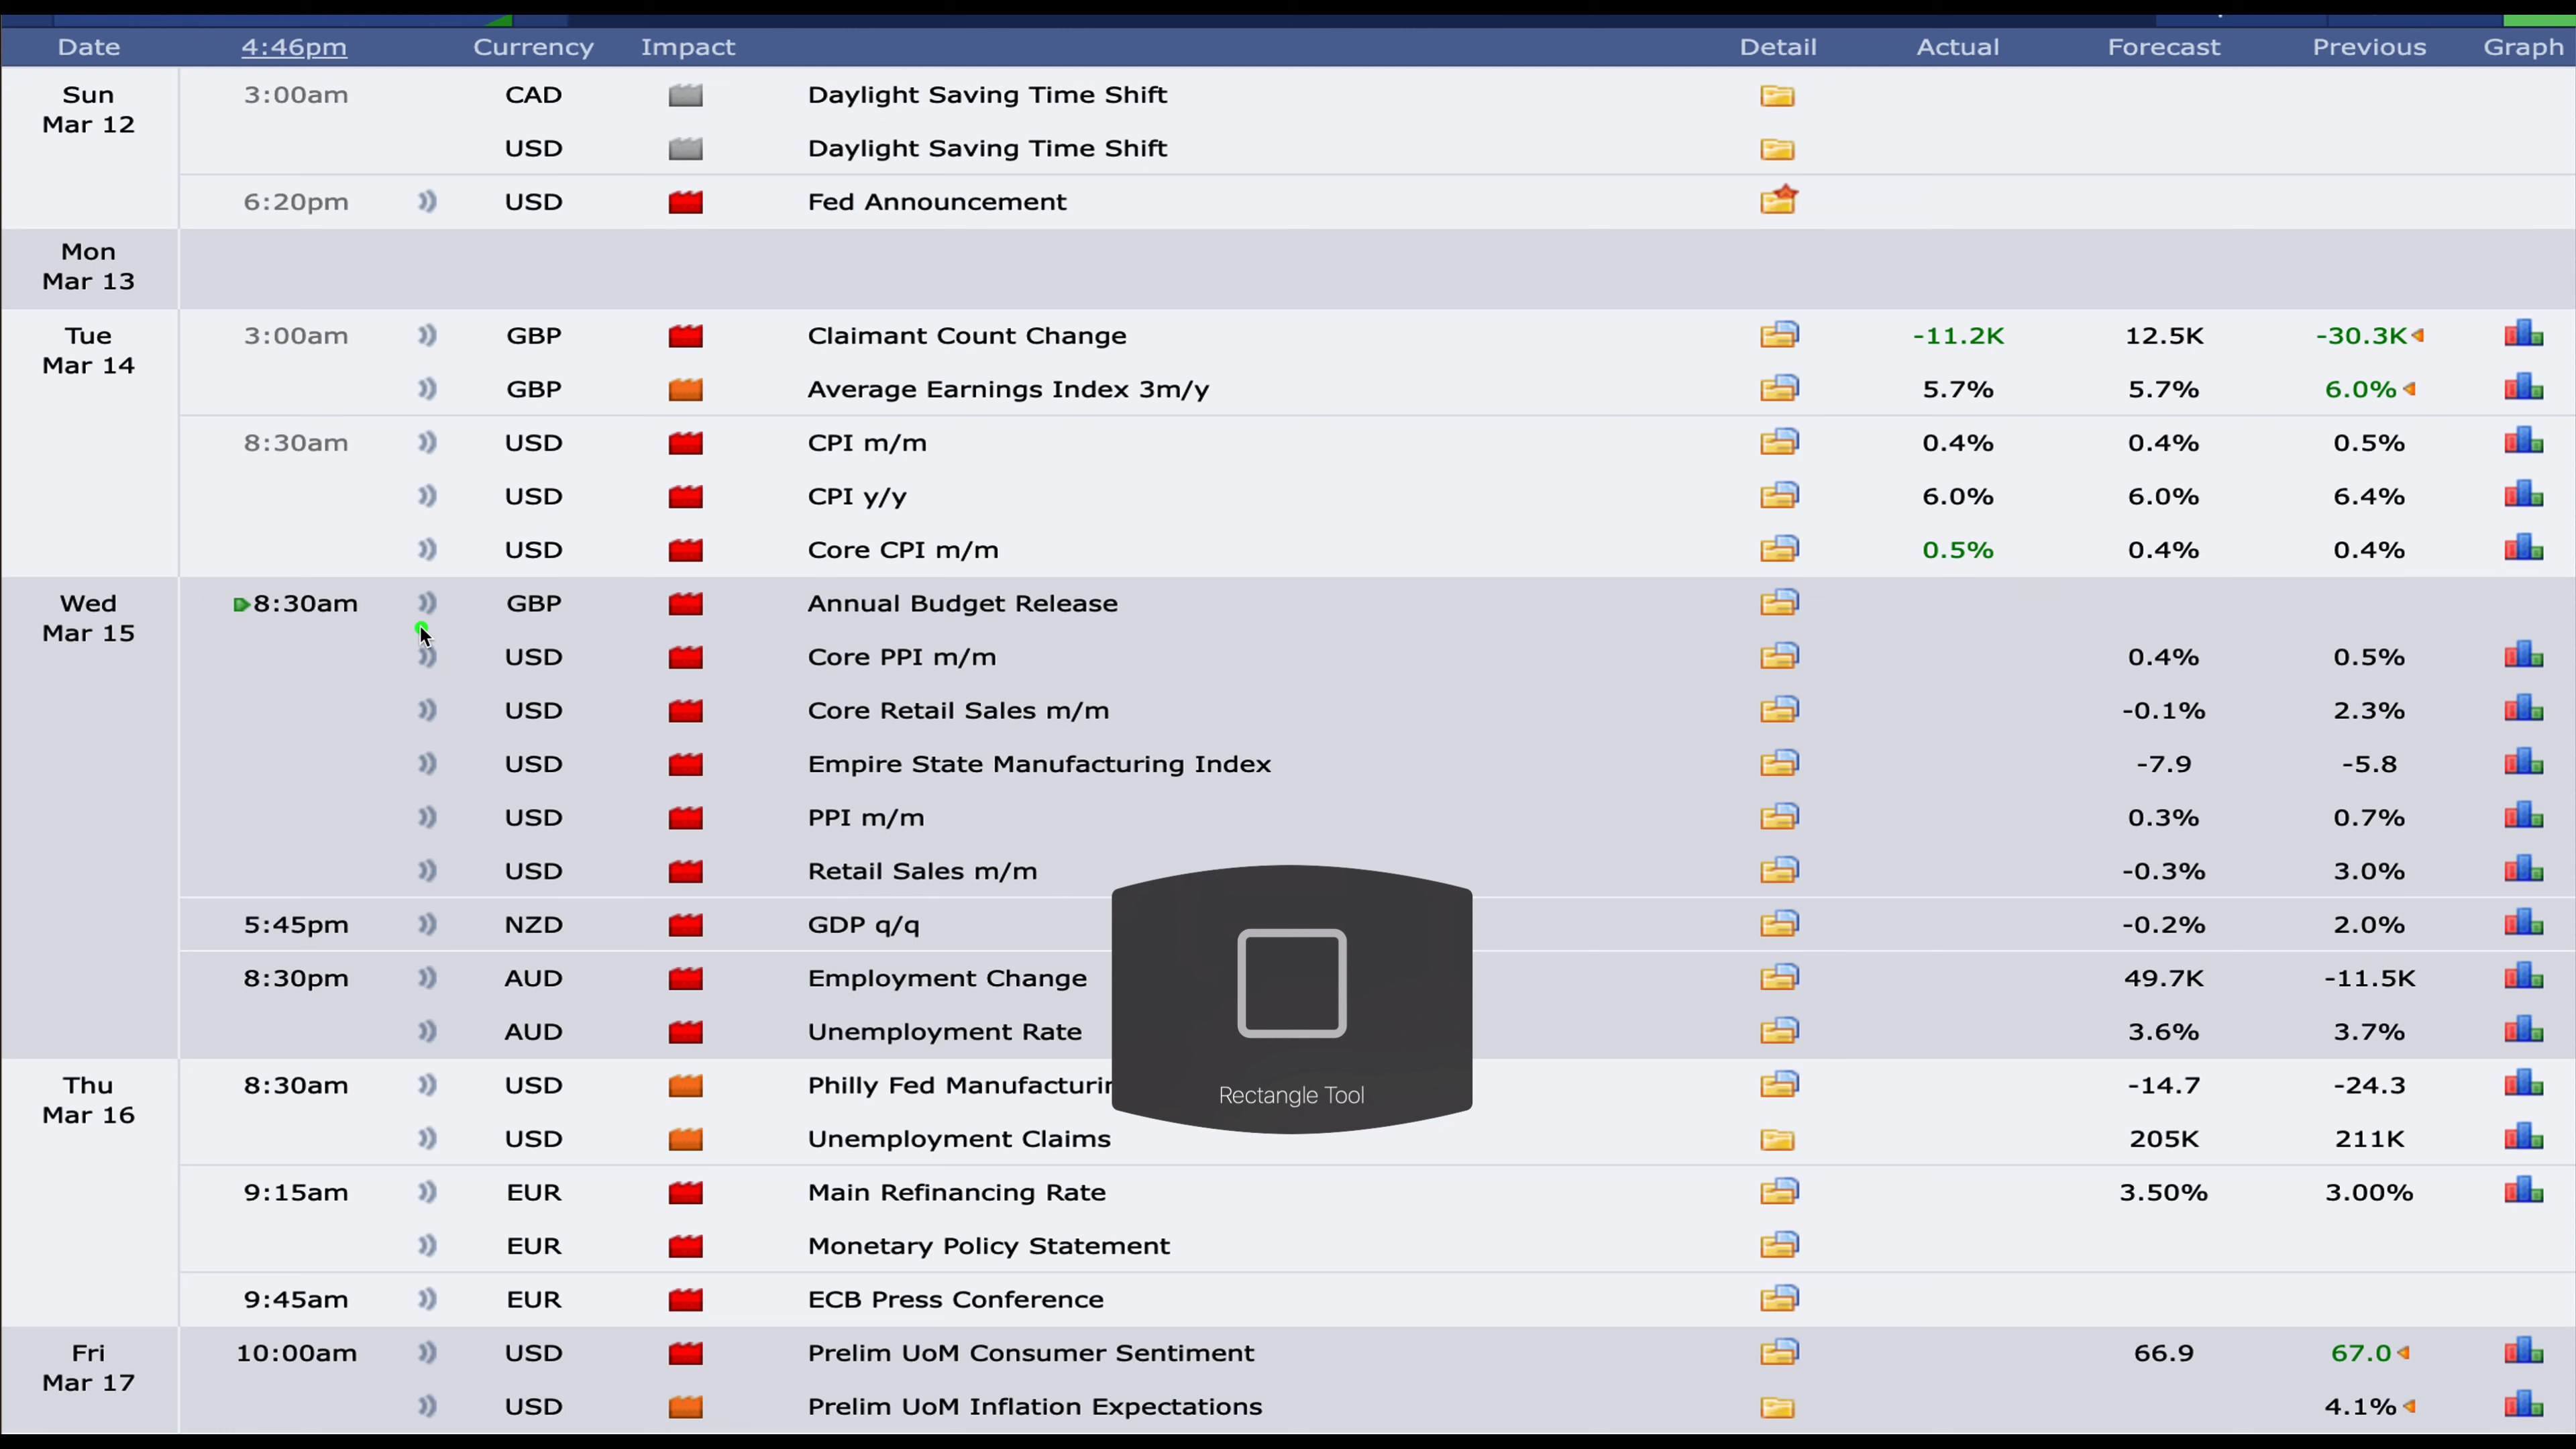 Date 4:46pm Currency Impact Detail Actual Forecast Previous Graph
Sun Mar 12 3:00am CAD Daylight Saving Time Shift
USD Daylight Saving Time Shift
6:20pm USD Fed Announcement
Mon Mar 13
Tue Mar 14 3:00am GBP Claimant Count Change -11.2K 12.5K -30.3K
GBP Average Earnings Index 3m/y 5.7% 5.7% 6.0%
8:30am USD CPI m/m 0.4% 0.4% 0.5%
USD CPI y/y 6.0% 6.0% 6.4%
USD Core CPI m/m 0.5% 0.4% 0.4%
Wed Mar 15 8:30am GBP Annual Budget Release
USD Core PPI m/m 0.4% 0.5%
USD Core Retail Sales m/m -0.1% 2.3%
USD Empire State Manufacturing Index -7.9 -5.8
USD PPI m/m 0.3% 0.7%
USD Retail Sales m/m -0.3% 3.0%
5:45pm NZD GDP q/q -0.2% 2.0%
8:30pm AUD Employment Change 49.7K -11.5K
AUD Unemployment Rate 3.6% 3.7%
Thu Mar 16 8:30am USD Philly Fed Manufacturin -14.7 -24.3
Rectangle Tool
USD Unemployment Claims 205K 211K
9:15am EUR Main Refinancing Rate 3.50% 3.00%
EUR Monetary Policy Statement
9:45am EUR ECB Press Conference
Fri Mar 17 10:00am USD Prelim UoM Consumer Sentiment 66.9 67.0
USD Prelim UoM Inflation Expectations 4.1%